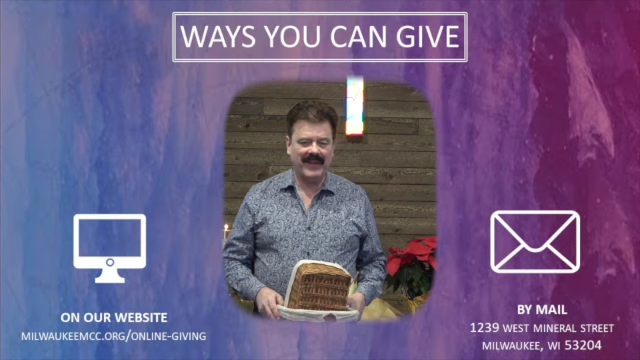 WAYS YOU CAN GIVE
ON OUR WEBSITE
MILWAUKEEMCC.ORG/ONLINE-GIVING
BY MAIL
1239 WEST MINERAL STREET
MILWAUKEE, WI 53204